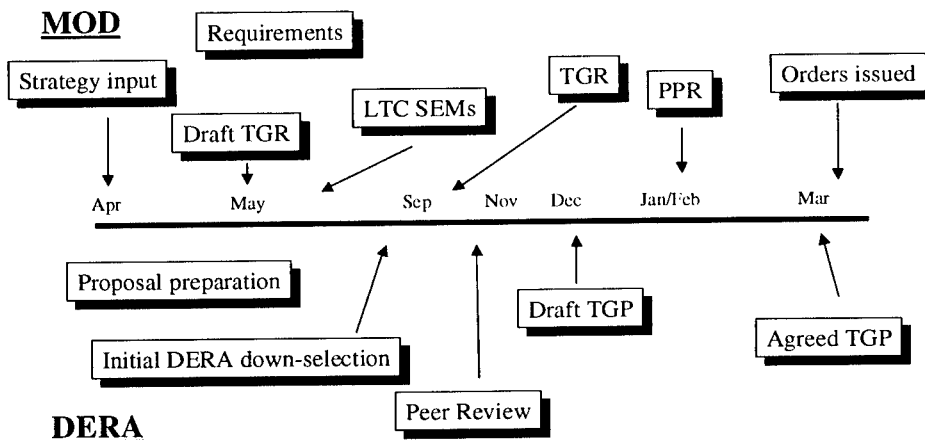 MOD
Requirements
Strategy input
TGR
Orders issued
PPR
LTC SEMs
Draft TGR
Apr
May
Sep
Nov
Dec
Jan/Feb
Mar
Proposal preparation
Draft TGP
Agreed TGP
Initial DERA down-selection
Peer Review
DERA